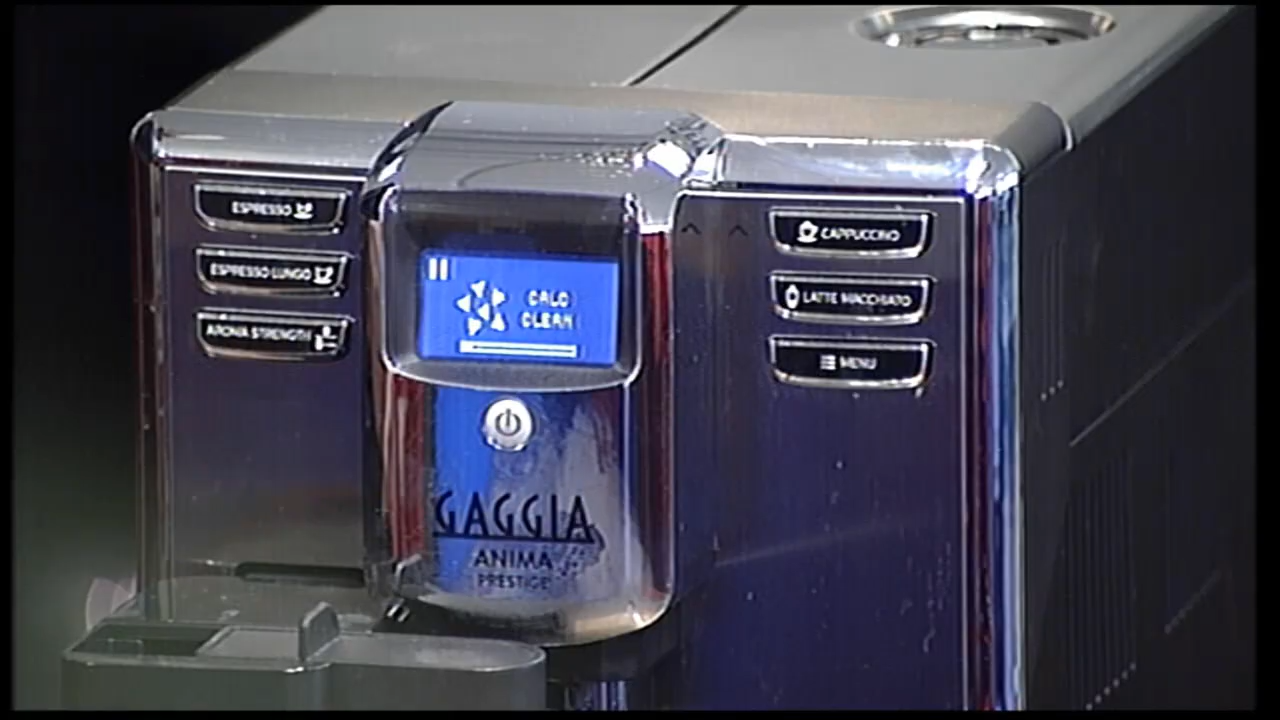 ESPRESSO
ESPRESSO LUNGO
AROMA STRENGTH
CALC
CLEAN
GAGGIA
ANIMA
PRESTIGE
CAPPUCCINO
LATTE MACCHIATO
MENU